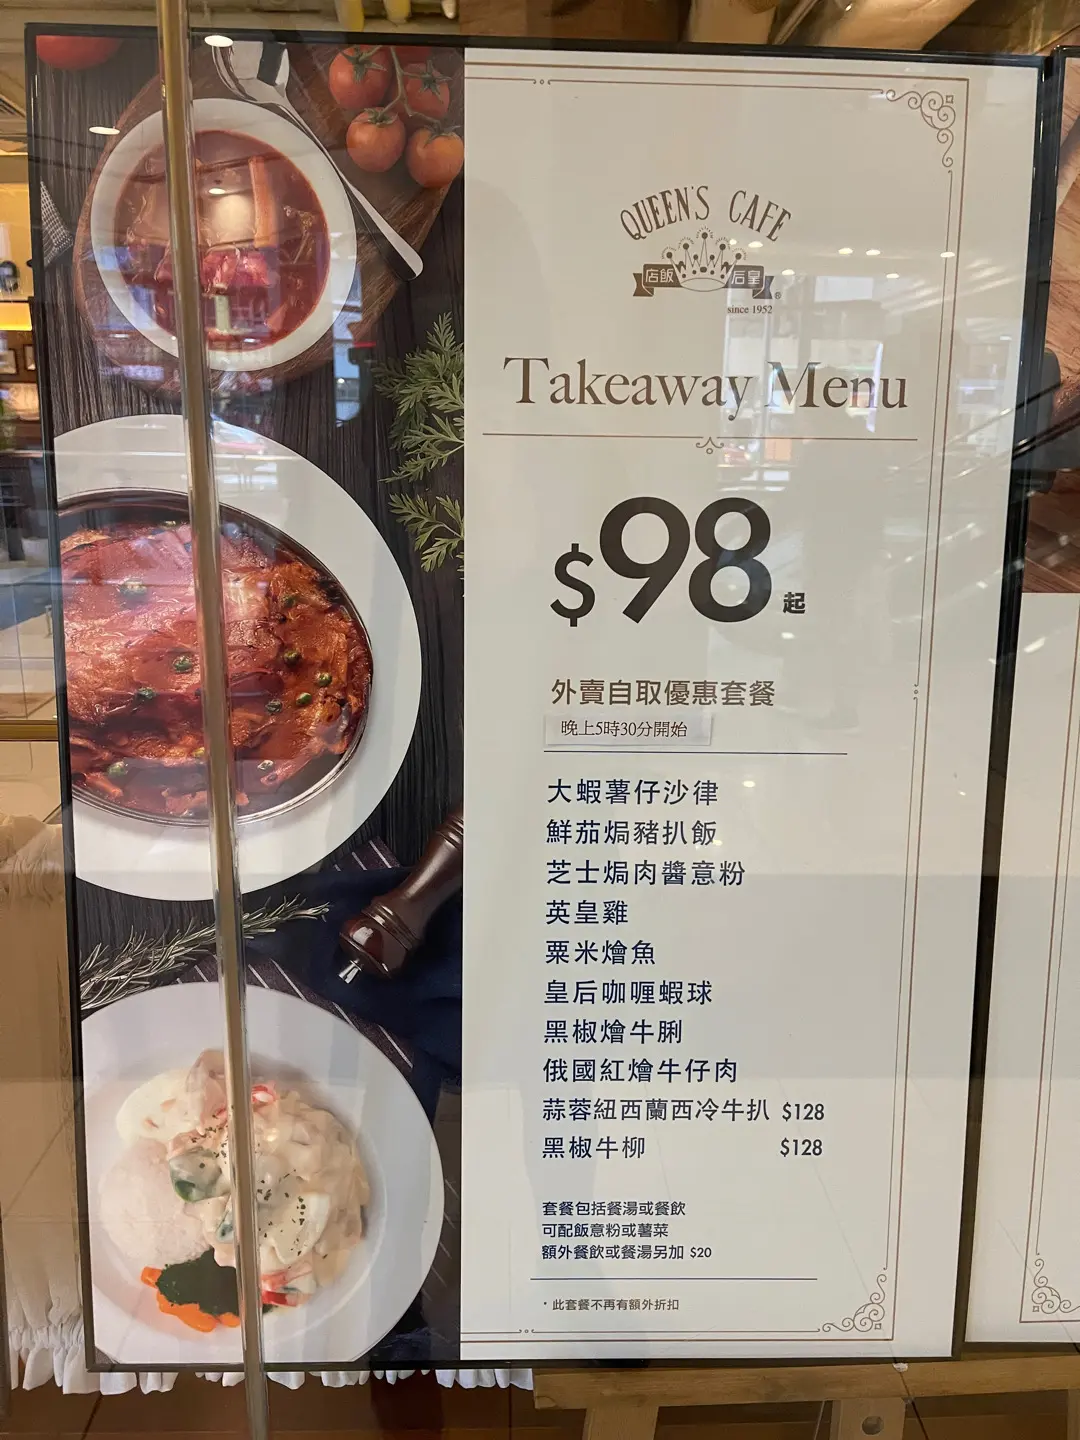 QUEEN'S CAFE
店飯 后皇
®
since 1952
Takeaway Menu
$98起
外賣自取優惠套餐
晚上5時30分開始
大蝦薯仔沙律
鮮茄焗豬扒飯
芝士焗肉醬意粉
英皇雞
粟米燴魚
皇后咖喱蝦球
黑椒燴牛脷
俄國紅燴牛仔肉
蒜蓉紐西蘭西冷牛扒 $128
黑椒牛柳 $128
套餐包括餐湯或餐飲
可配飯意粉或薯菜
額外餐飲或餐湯另加 $20
* 此套餐不再有額外折扣